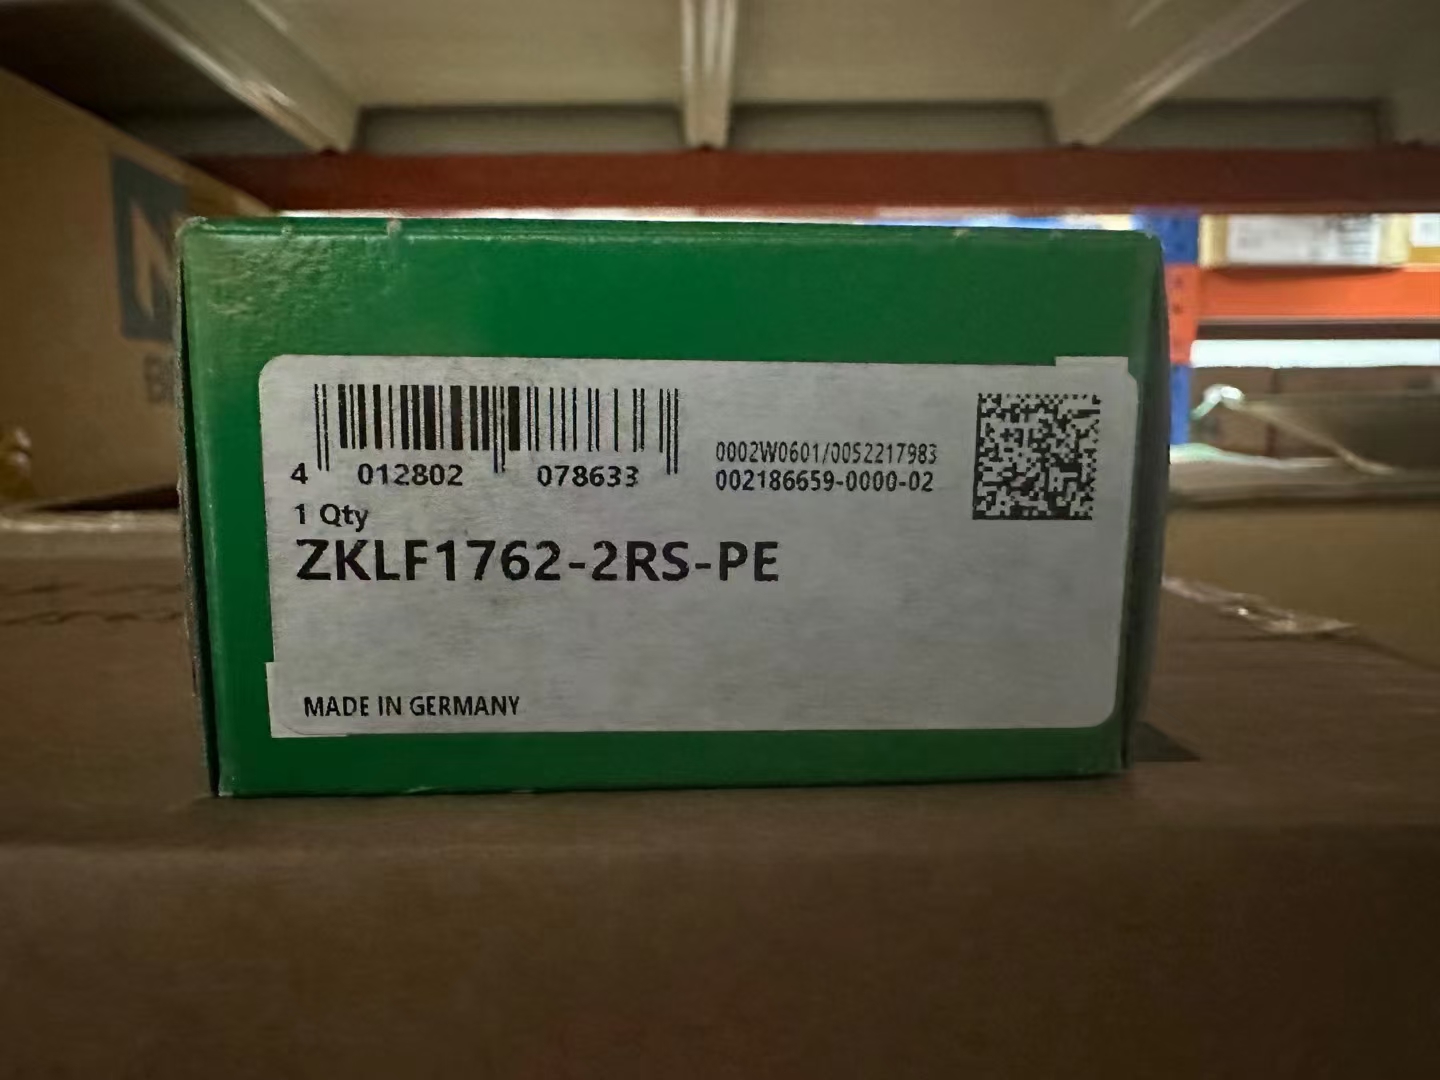 4 012802 078633
0002W0601/0052217983
002186659-0000-02
1 Qty
ZKLF1762-2RS-PE
MADE IN GERMANY